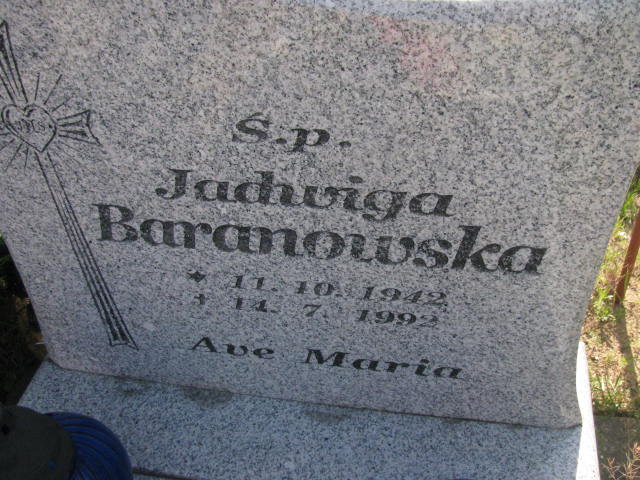 Ś.p.
Jadwiga
Baranowska
* 11. 10. 1942
† 14. 7. 1992
Ave Maria